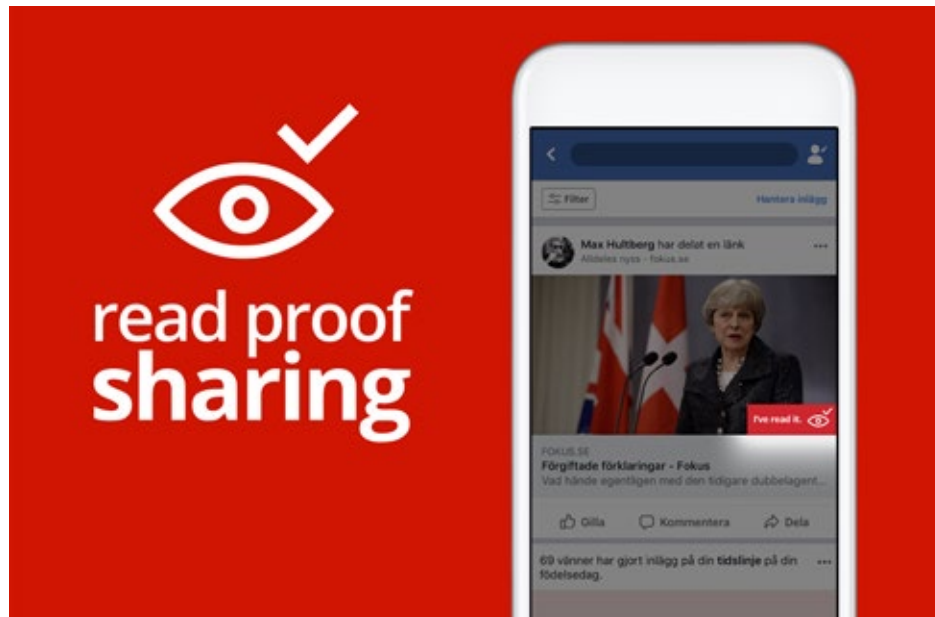 read proof
sharing
Filter
Hantera inlägg
Max Hultberg har delat en länk
Alldeles nyss - fokus.se
I've read it.
FOKUS.SE
Förgiftade förklaringar - Fokus
Vad hände egentligen med den tidigare dubbelagent...
Gilla
Kommentera
Dela
69 vänner har gjort inlägg på din tidslinje på din
födelsedag.